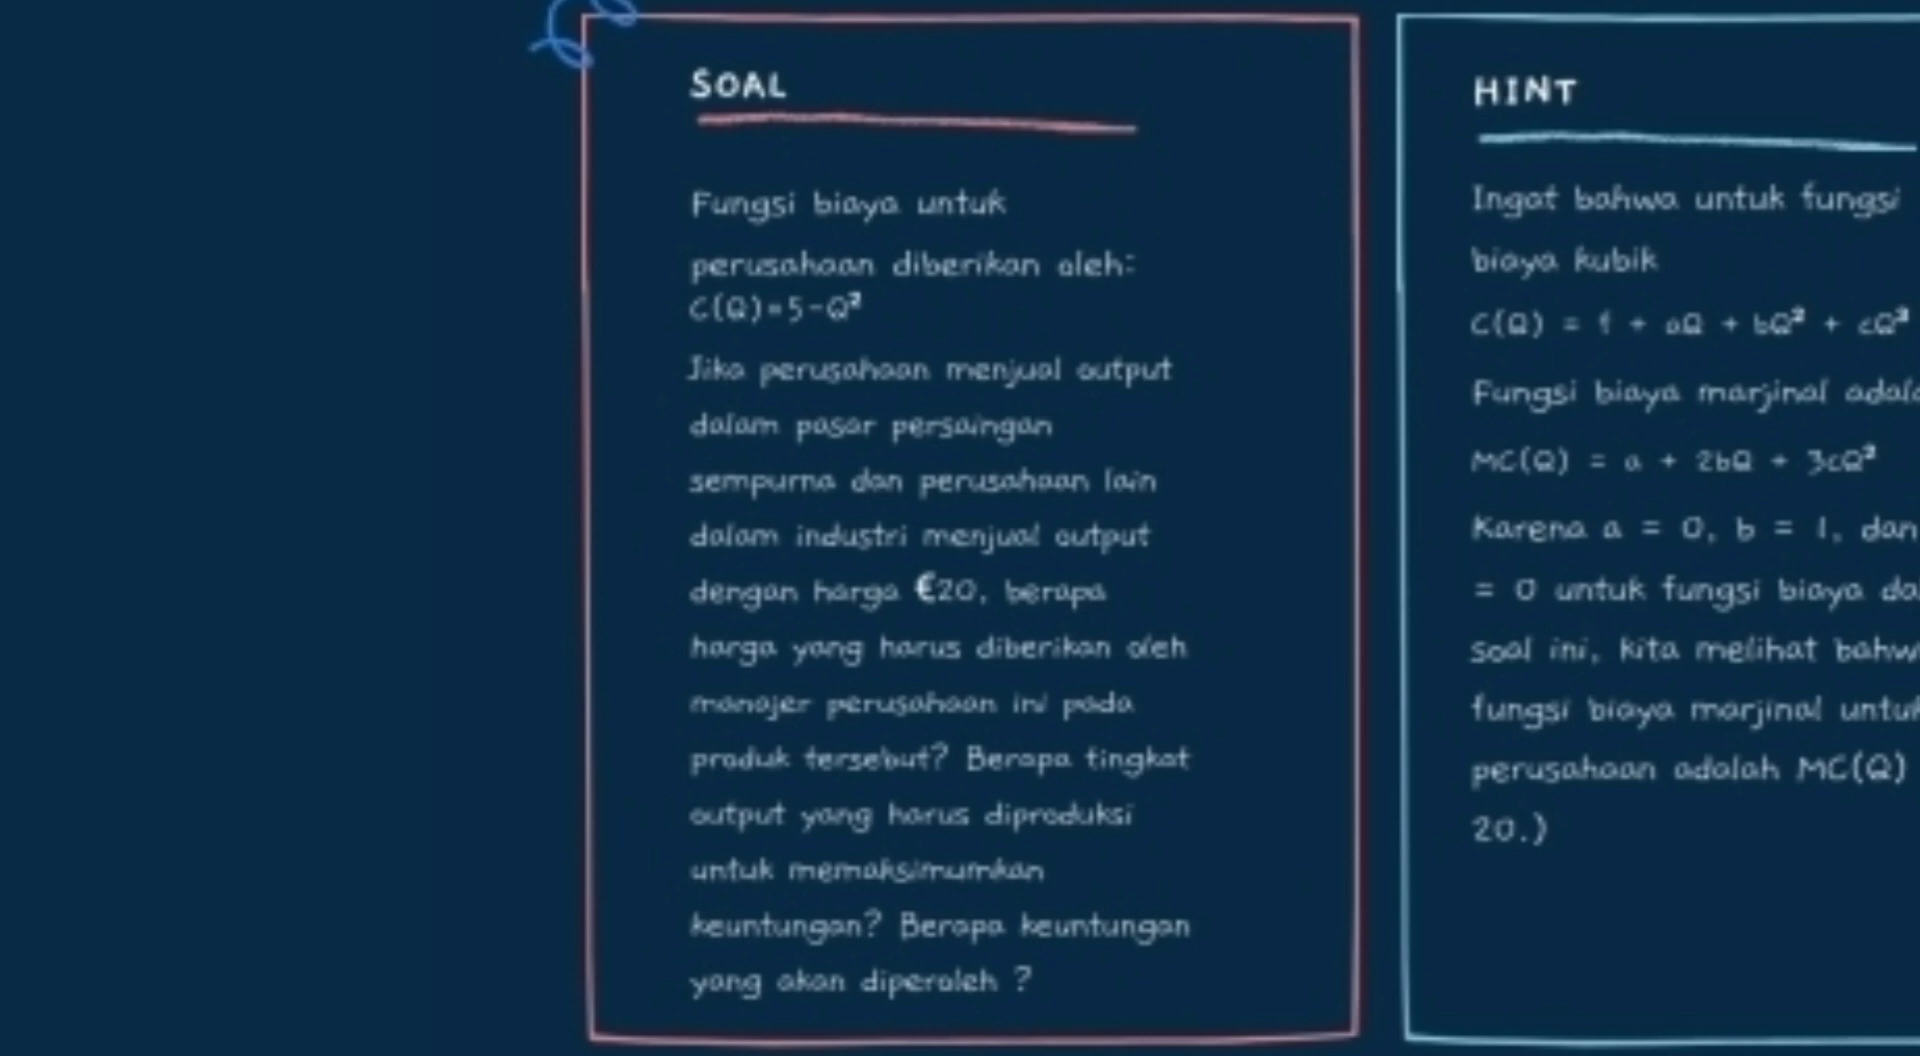 SOAL
Fungsi biaya untuk
perusahaan diberikan oleh:
C(Q)=5-Q²
Jika perusahaan menjual output
dalam pasar persaingan
sempurna dan perusahaan lain
dalam industri menjual output
dengan harga €20, berapa
harga yang harus diberikan oleh
manajer perusahaan ini pada
produk tersebut? Berapa tingkat
output yang harus diproduksi
untuk memaksimumkan
keuntungan? Berapa keuntungan
yang akan diperoleh ?
HINT
Ingat bahwa untuk fungsi
biaya kubik
C(Q) = f + aQ + bQ² + cQ³
Fungsi biaya marjinal
MC(Q) = a + 2bQ + 3cQ²
Karena a = 0, b = 1, dan
= 0 untuk fungsi biaya
soal ini, kita melihat
fungsi biaya marjinal
perusahaan adalah MC(Q)
20.)